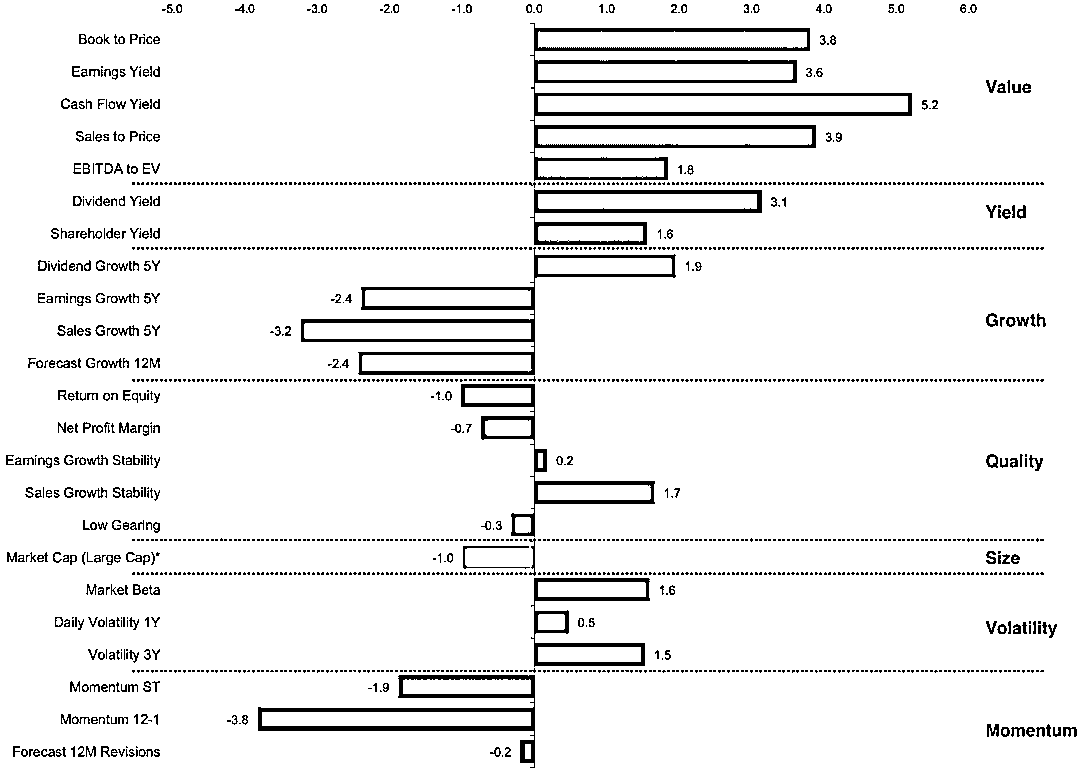 -5.0 -4.0 -3.0 -2.0 -1.0 0.0 1.0 2.0 3.0 4.0 5.0 6.0
Book to Price 3.8
Earnings Yield 3.6
Value
Cash Flow Yield 5.2
Sales to Price 3.9
EBITDA to EV 1.8
Dividend Yield 3.1
Yield
Shareholder Yield 1.6
Dividend Growth 5Y 1.9
Earnings Growth 5Y -2.4
Growth
Sales Growth 5Y -3.2
Forecast Growth 12M -2.4
Return on Equity -1.0
Net Profit Margin -0.7
Earnings Growth Stability 0.2
Quality
Sales Growth Stability 1.7
Low Gearing -0.3
Market Cap (Large Cap)* -1.0
Size
Market Beta 1.6
Daily Volatility 1Y 0.5
Volatility
Volatility 3Y 1.5
Momentum ST -1.9
Momentum 12-1 -3.8
Momentum
Forecast 12M Revisions -0.2